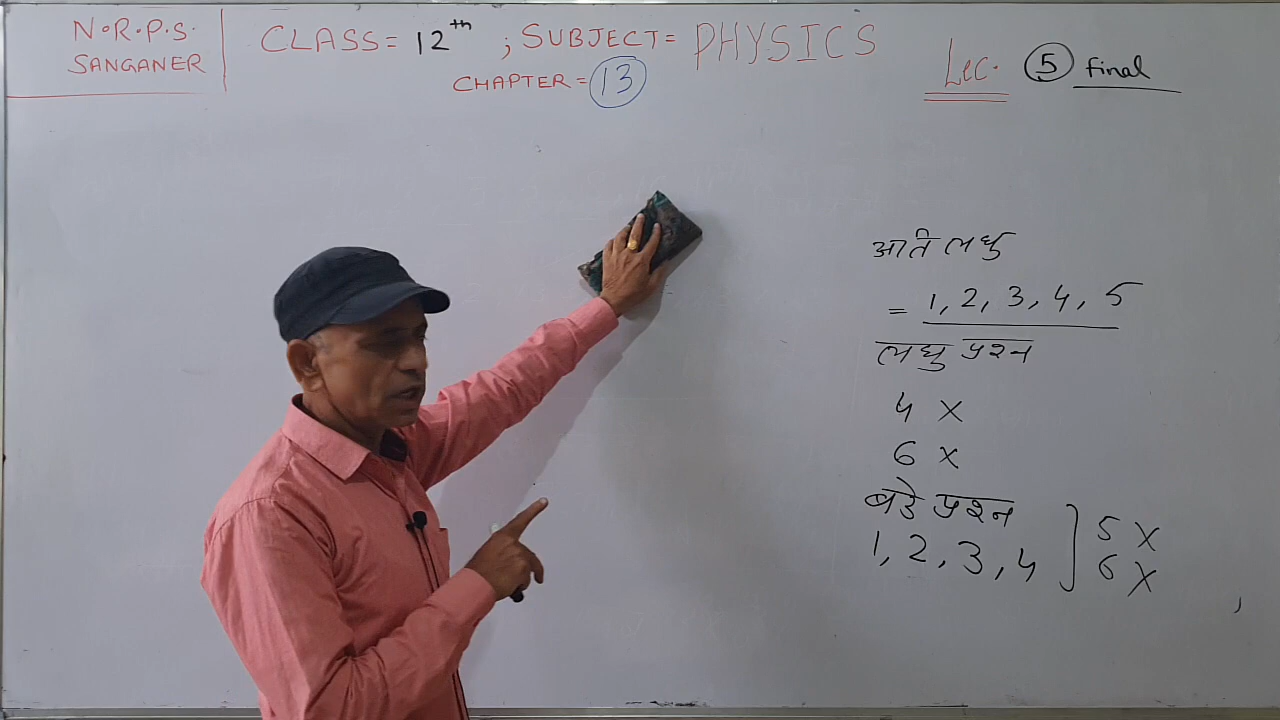 N.R.P.S.
SANGANER
CLASS = 12th ; SUBJECT = PHYSICS
CHAPTER = 13
Lec. 5 final
अति लघु
= 1, 2, 3, 4, 5
लघु प्रश्न
4 X
6 X
बडे प्रश्न
1, 2, 3, 4 ] 5 X
6 X